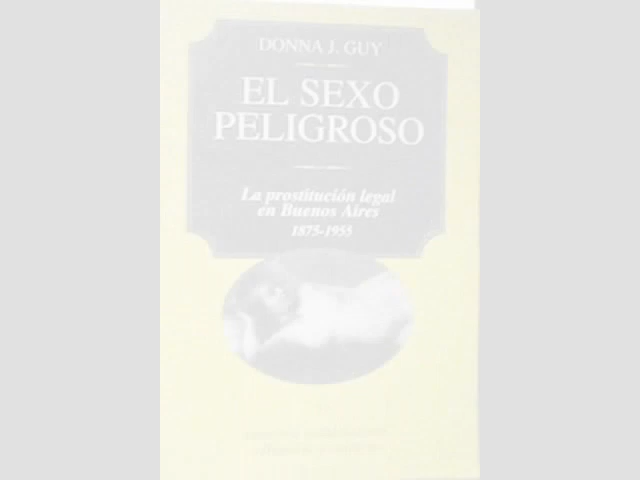 DONNA J. GUY
EL SEXO
PELIGROSO
La prostitución legal
en Buenos Aires
1875-1955